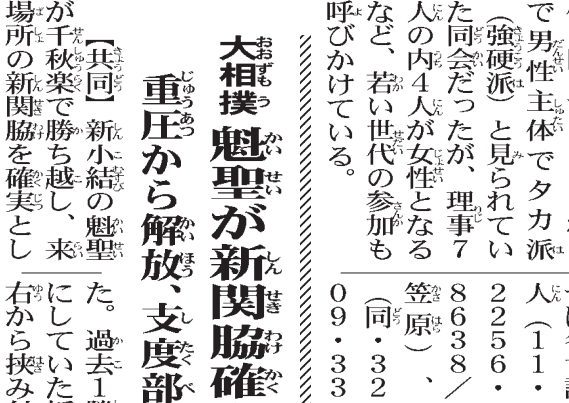 で男性主体でタカ派
（強硬派）と見られてい
た同会だったが、理事7
人の内4人が女性となる
など、若い世代の参加も
呼びかけている。
人（11・
2256・
8638／
笠原）、
（同・32
09・33
大相撲
魁聖が新関脇確
重圧から解放、支度部
【共同】新小結の魁聖
が千秋楽で勝ち越し、来
場所の新関脇を確実とし
た。過去1
にしていた
右から挟み